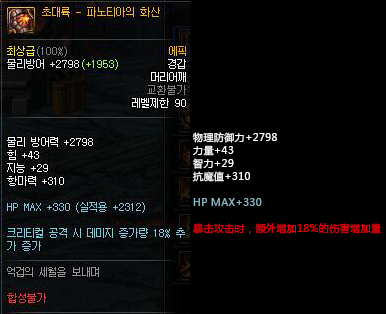 초대륙 - 파노티아의 화산
최상급(100%) 에픽
물리방어 +2798(+1953) 경갑
머리어깨
교환불가
레벨제한 90
물리 방어력 +2798
힘 +43
지능 +29
항마력 +310
HP MAX +330 (실적용 +2312)
크리티컬 공격 시 데미지 증가량 18% 추
가 증가
억겁의 세월을 보내며
합성불가
物理防御力+2798
力量+43
智力+29
抗魔值+310
HP MAX+330
暴击攻击时，额外增加18%的伤害增加量